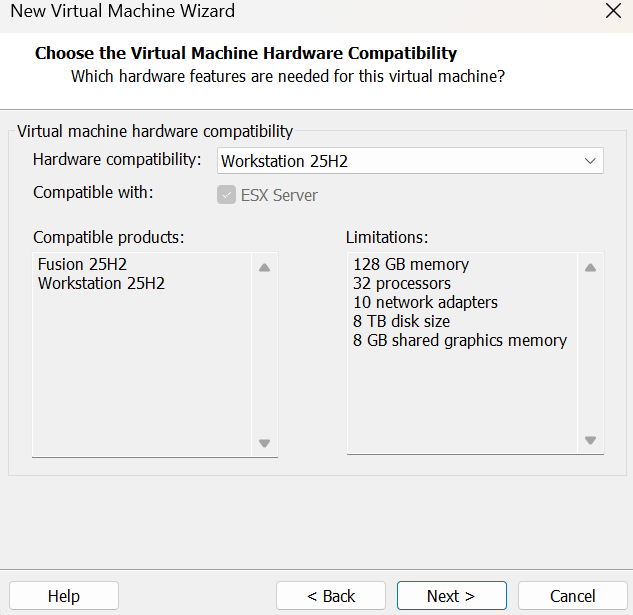 New Virtual Machine Wizard
Choose the Virtual Machine Hardware Compatibility
Which hardware features are needed for this virtual machine?
Virtual machine hardware compatibility
Hardware compatibility: Workstation 25H2
Compatible with: ESX Server
Compatible products: Limitations:
Fusion 25H2 128 GB memory
Workstation 25H2 32 processors
10 network adapters
8 TB disk size
8 GB shared graphics memory
Help < Back Next > Cancel